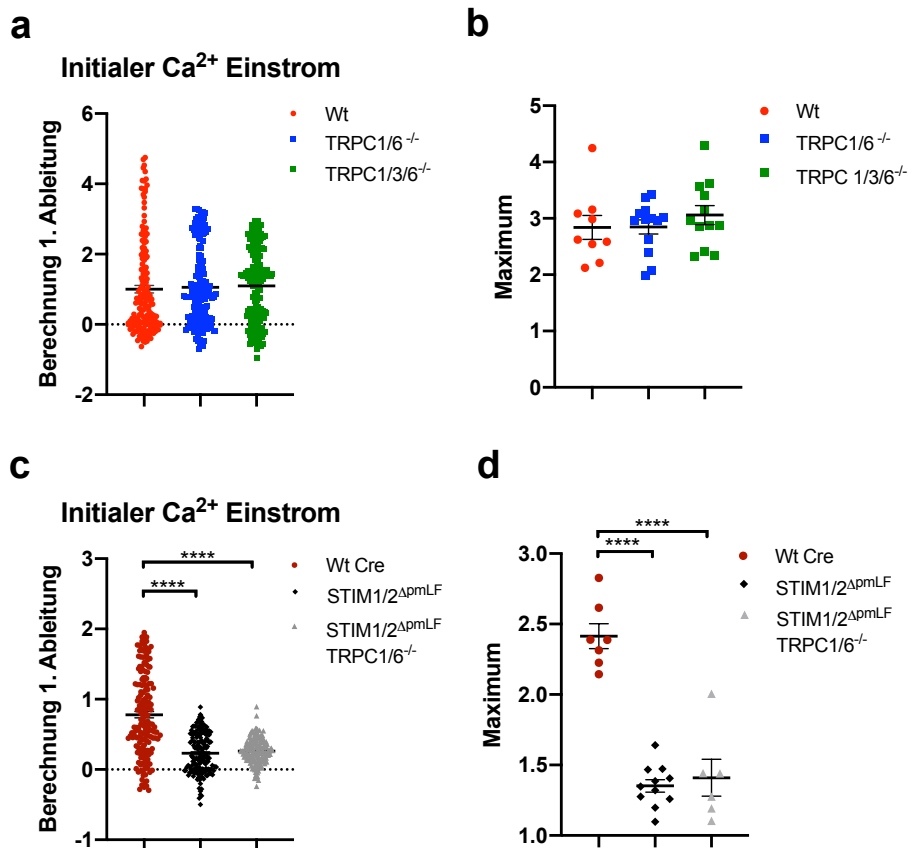 a
Initialer Ca²⁺ Einstrom
Berechnung 1. Ableitung
6
4
2
0
-2
Wt
TRPC1/6 -/-
TRPC1/3/6-/-
b
Maximum
5
4
3
2
1
0
Wt
TRPC1/6 -/-
TRPC 1/3/6-/-
c
Initialer Ca²⁺ Einstrom
Berechnung 1. Ableitung
3
2
1
0
-1
****
****
Wt Cre
STIM1/2ΔpmLF
STIM1/2ΔpmLF
TRPC1/6-/-
d
Maximum
3.0
2.5
2.0
1.5
1.0
****
****
Wt Cre
STIM1/2ΔpmLF
STIM1/2ΔpmLF
TRPC1/6-/-